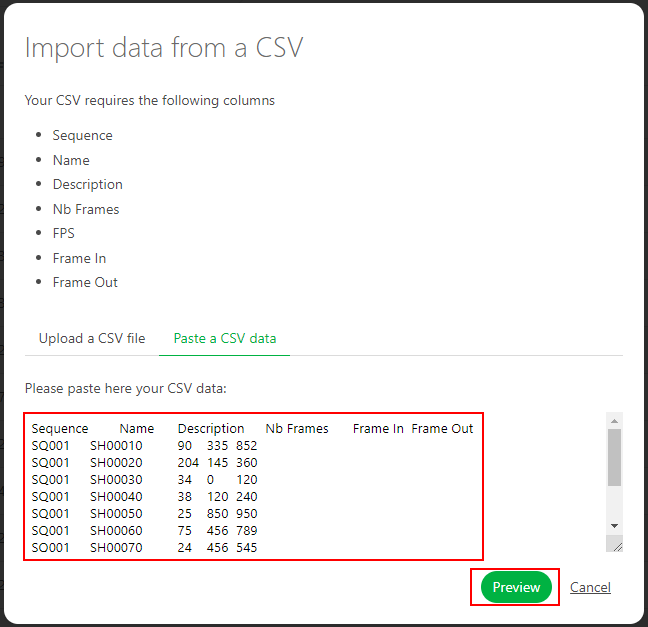 Import data from a CSV
Your CSV requires the following columns
Sequence
Name
Description
Nb Frames
FPS
Frame In
Frame Out
Upload a CSV file Paste a CSV data
Please paste here your CSV data:
Sequence Name Description Nb Frames Frame In Frame Out
SQ001 SH00010 90 335 852
SQ001 SH00020 204 145 360
SQ001 SH00030 34 0 120
SQ001 SH00040 38 120 240
SQ001 SH00050 25 850 950
SQ001 SH00060 75 456 789
SQ001 SH00070 24 456 545
Preview Cancel